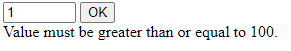 1 OK
Value must be greater than or equal to 100.